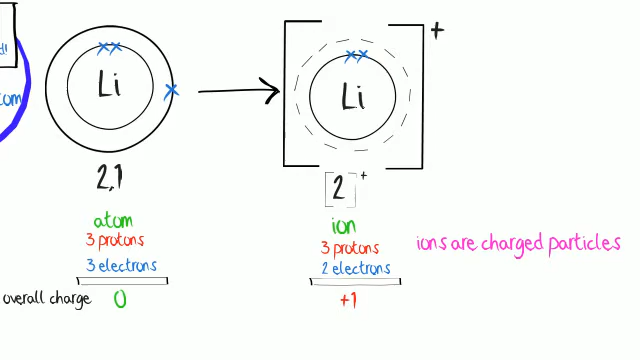 d!
com
Li
Li
+
2,1
[2]+
atom
ion
3 protons
3 protons
3 electrons
2 electrons
ions are charged particles
overall charge 0
+1